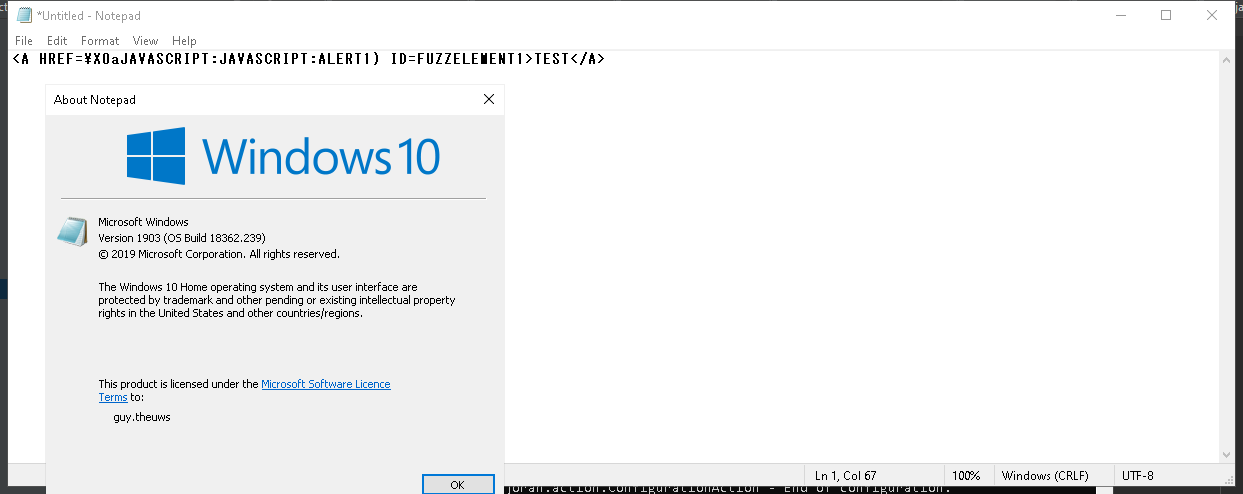 *Untitled - Notepad
File Edit Format View Help
<A HREF=¥X0aJAVASCRIPT:JAVASCRIPT:ALERT1) ID=FUZZELEMENT1>TEST</A>
About Notepad
Windows 10
Microsoft Windows
Version 1903 (OS Build 18362.239)
© 2019 Microsoft Corporation. All rights reserved.
The Windows 10 Home operating system and its user interface are
protected by trademark and other pending or existing intellectual property
rights in the United States and other countries/regions.
This product is licensed under the Microsoft Software Licence
Terms to:
guy.theuws
OK
Ln 1, Col 67 100% Windows (CRLF) UTF-8
joran.action.ConfigurationAction - End of configuration.